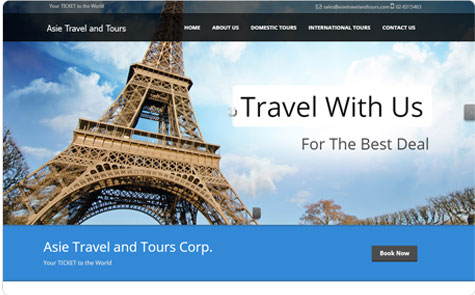 Your TICKET to the World
sales@asietravelandtours.com 02-8315463
Asie Travel and Tours
HOME ABOUT US DOMESTIC TOURS INTERNATIONAL TOURS CONTACT US
Travel With Us
For The Best Deal
Asie Travel and Tours Corp.
Your TICKET to the World
Book Now